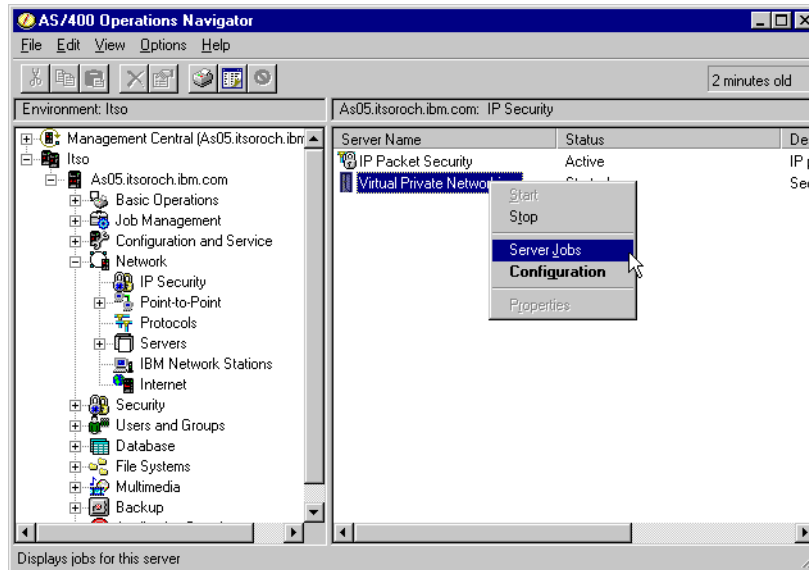 AS/400 Operations Navigator
File Edit View Options Help
2 minutes old
Environment: Itso
As05.itsoroch.ibm.com: IP Security
Management Central (As05.itsoroch.ibm
Itso
As05.itsoroch.ibm.com
Basic Operations
Job Management
Configuration and Service
Network
IP Security
Point-to-Point
Protocols
Servers
IBM Network Stations
Internet
Security
Users and Groups
Database
File Systems
Multimedia
Backup
Server Name Status De
IP Packet Security Active IP
Virtual Private Se
Start
Stop
Server Jobs
Configuration
Properties
Displays jobs for this server